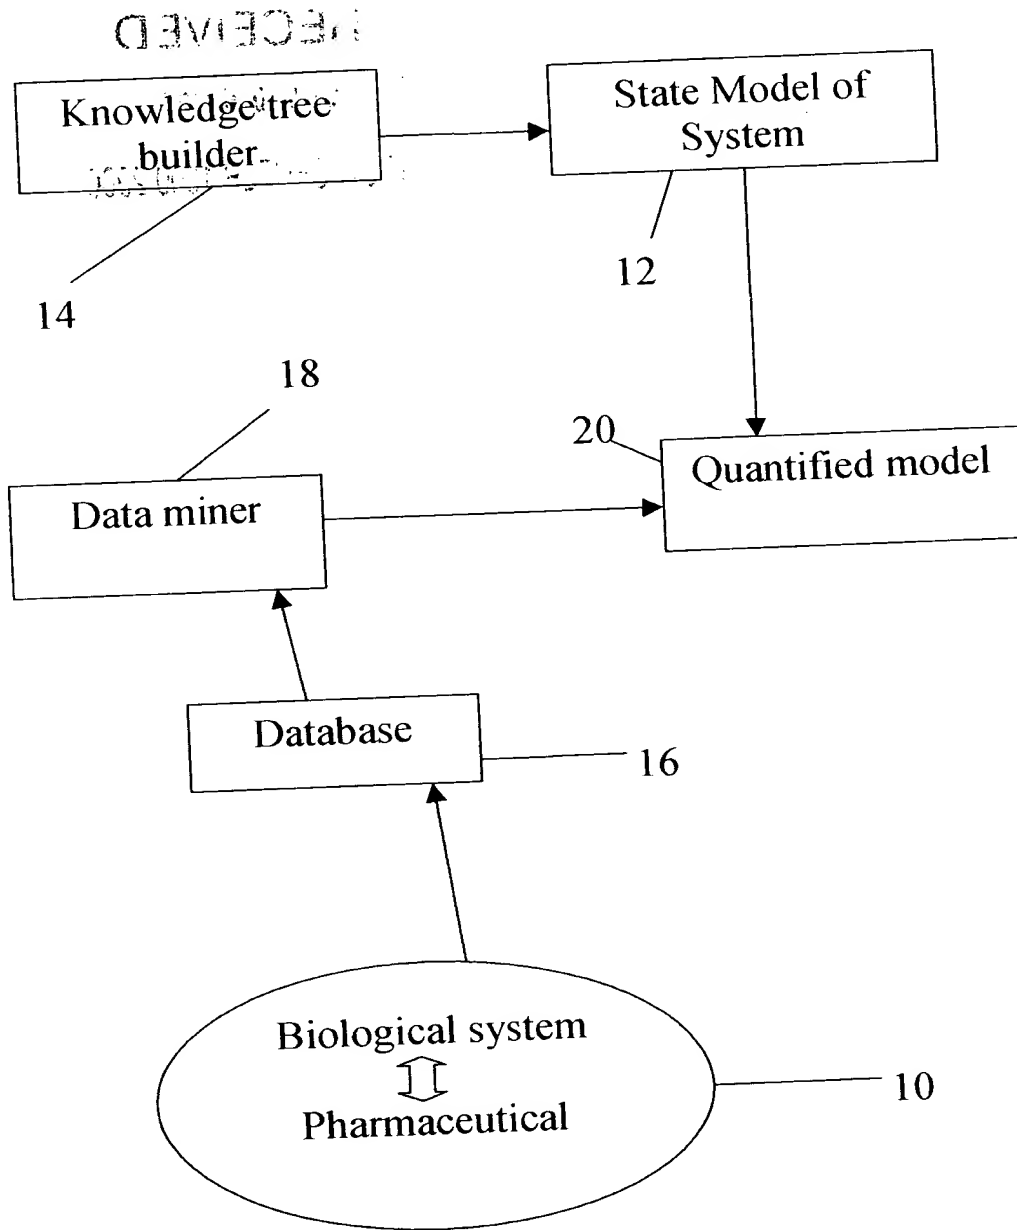 RECEIVED
Knowledge tree
builder
State Model of
System
12
14
18
20
Quantified model
Data miner
Database
16
Biological system
Pharmaceutical
10